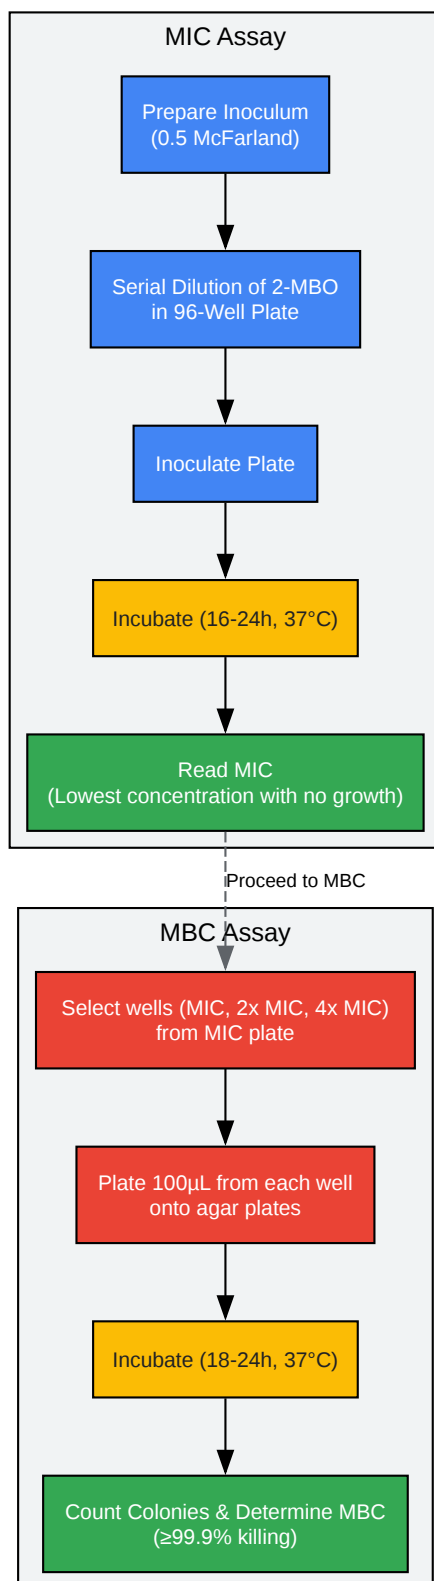 MIC Assay
Prepare Inoculum
(0.5 McFarland)
Serial Dilution of 2-MBO
in 96-Well Plate
Inoculate Plate
Incubate (16-24h, 37°C)
Read MIC
(Lowest concentration with no growth)
Proceed to MBC
MBC Assay
Select wells (MIC, 2x MIC, 4x MIC)
from MIC plate
Plate 100µL from each well
onto agar plates
Incubate (18-24h, 37°C)
Count Colonies & Determine MBC
(≥99.9% killing)